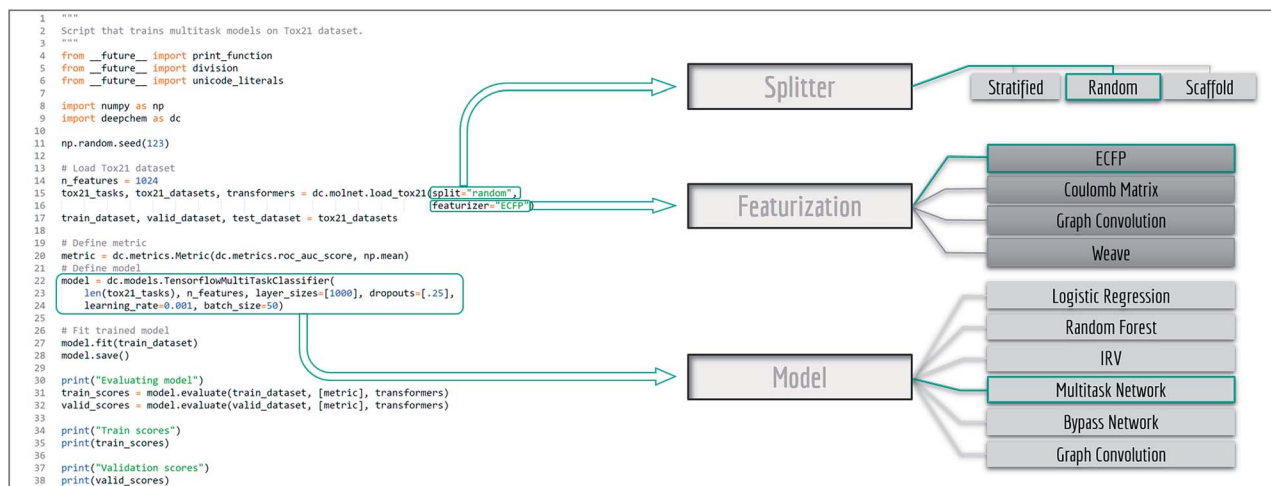 1 """
2 Script that trains multitask models on Tox21 dataset.
3 """
4 from __future__ import print_function
5 from __future__ import division
6 from __future__ import unicode_literals
7
8 import numpy as np
9 import deepchem as dc
10
11 np.random.seed(123)
12
13 # Load Tox21 dataset
14 n_features = 1024
15 tox21_tasks, tox21_datasets, transformers = dc.molnet.load_tox21(split="random",
16 featurizer="ECFP")
17 train_dataset, valid_dataset, test_dataset = tox21_datasets
18
19 # Define metric
20 metric = dc.metrics.Metric(dc.metrics.roc_auc_score, np.mean)
21 # Define model
22 model = dc.models.TensorflowMultiTaskClassifier(
23 len(tox21_tasks), n_features, layer_sizes=[1000], dropouts=[.25],
24 learning_rate=0.001, batch_size=50)
25
26 # Fit trained model
27 model.fit(train_dataset)
28 model.save()
29
30 print("Evaluating model")
31 train_scores = model.evaluate(train_dataset, [metric], transformers)
32 valid_scores = model.evaluate(valid_dataset, [metric], transformers)
33
34 print("Train scores")
35 print(train_scores)
36
37 print("Validation scores")
38 print(valid_scores)
Splitter
Stratified
Random
Scaffold
Featurization
ECFP
Coulomb Matrix
Graph Convolution
Weave
Model
Logistic Regression
Random Forest
IRV
Multitask Network
Bypass Network
Graph Convolution